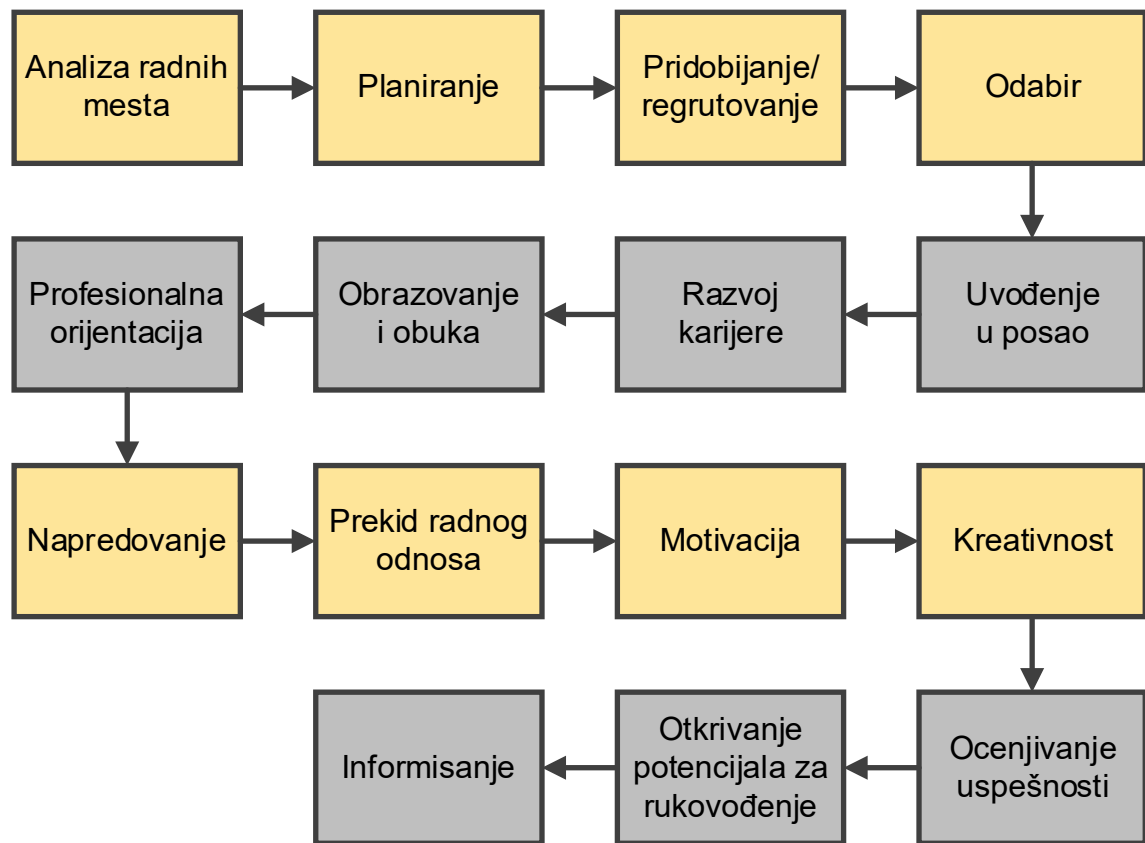 Analiza radnih
mesta
Planiranje
Pridobijanje/
regrutovanje
Odabir
Uvođenje
u posao
Razvoj
karijere
Obrazovanje
i obuka
Profesionalna
orijentacija
Napredovanje
Prekid radnog
odnosa
Motivacija
Kreativnost
Ocenjivanje
uspešnosti
Otkrivanje
potencijala za
rukovođenje
Informisanje